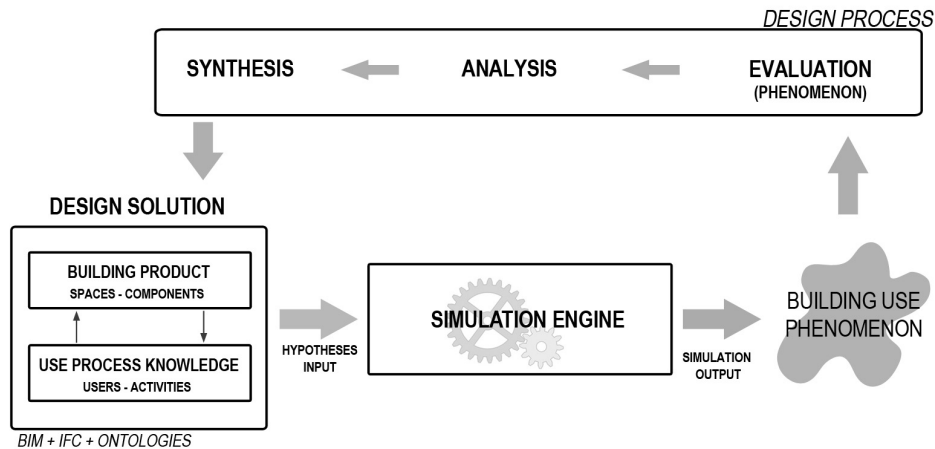 DESIGN PROCESS
SYNTHESIS
ANALYSIS
EVALUATION
(PHENOMENON)
DESIGN SOLUTION
BUILDING PRODUCT
SPACES - COMPONENTS
USE PROCESS KNOWLEDGE
USERS - ACTIVITIES
BIM + IFC + ONTOLOGIES
HYPOTHESES
INPUT
SIMULATION ENGINE
SIMULATION
OUTPUT
BUILDING USE
PHENOMENON